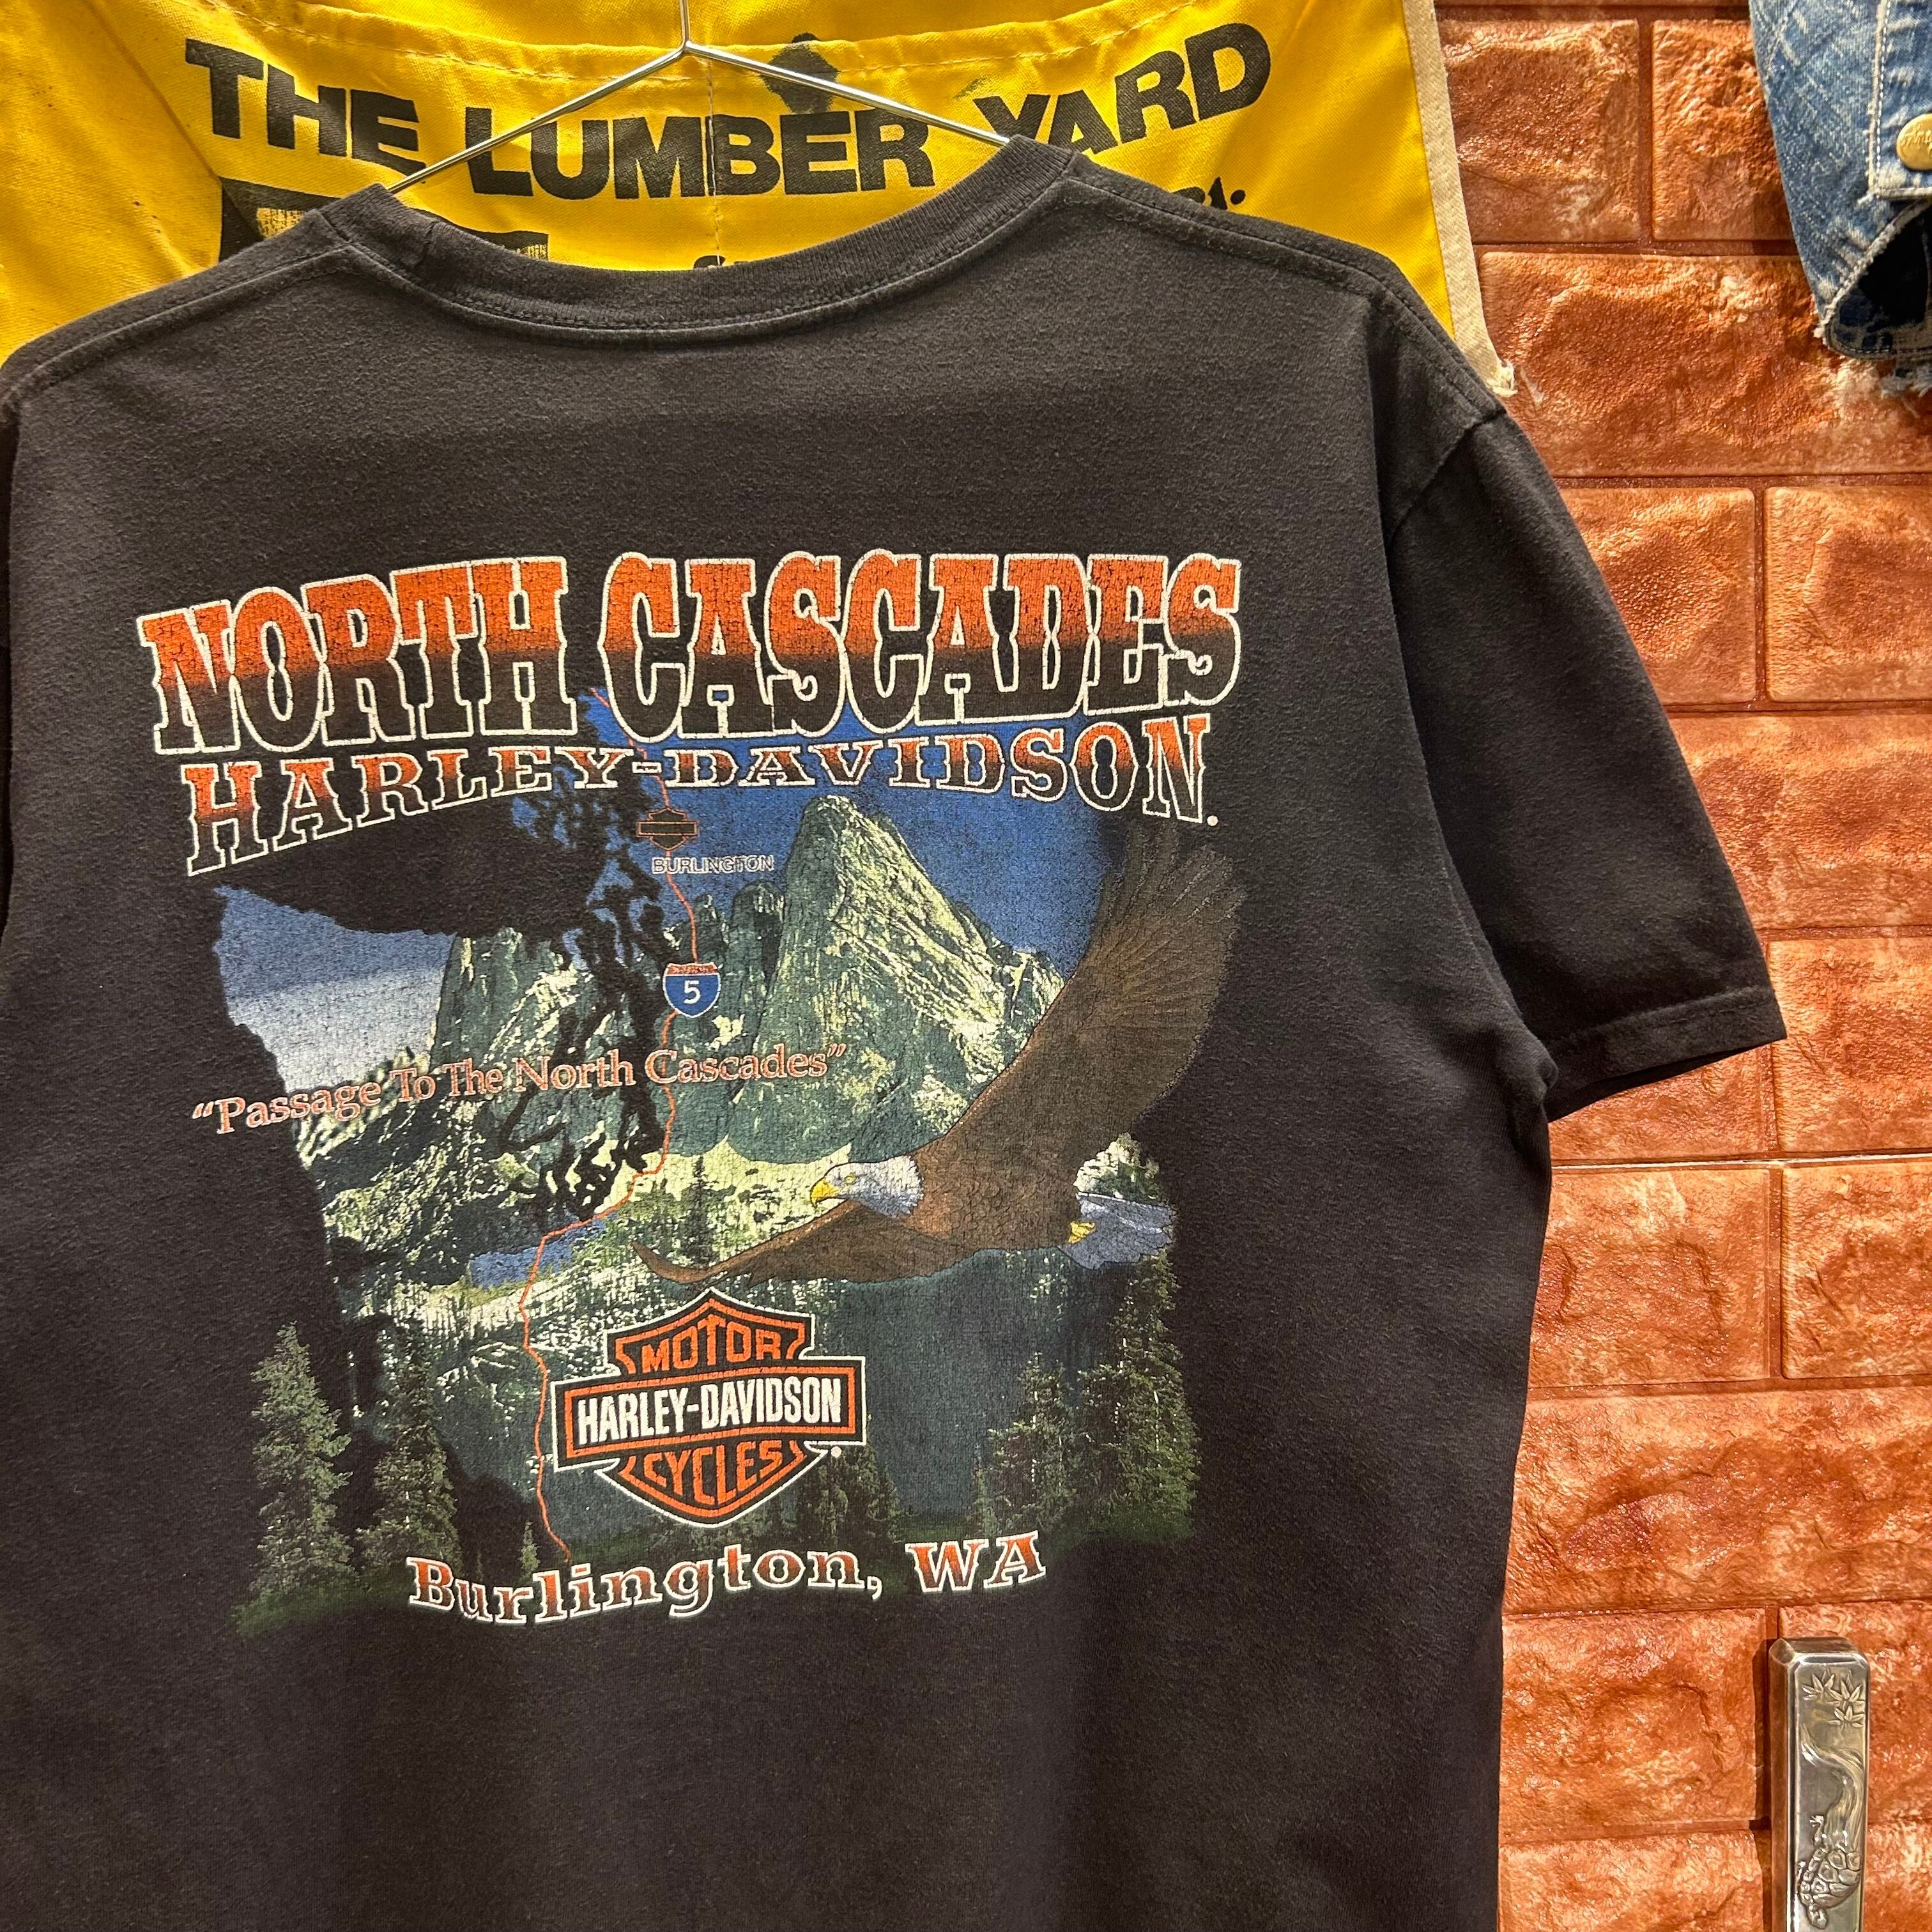 THE LUMBER YARD
NORTH CASCADES
HARLEY-DAVIDSON.
BURLINGTON
5
“Passage To The North Cascades”
MOTOR
HARLEY-DAVIDSON
CYCLES
®
Burlington, WA